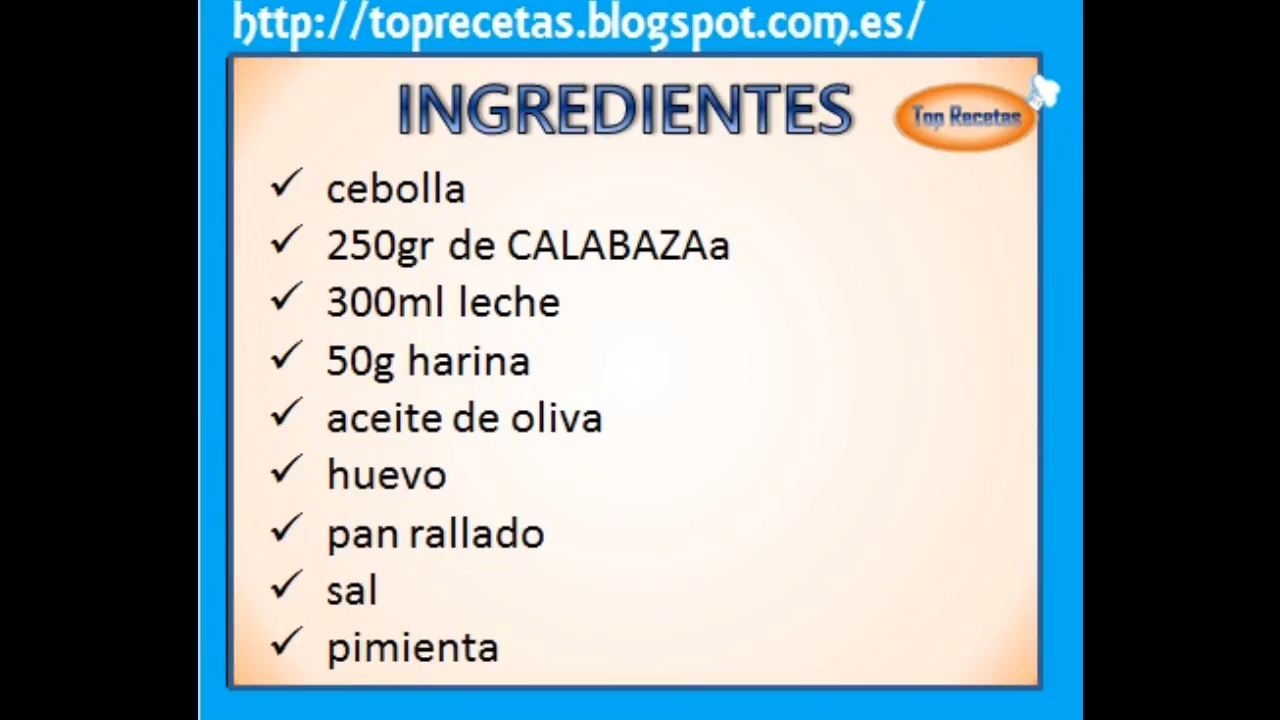 http://toprecetas.blogspot.com.es/
INGREDIENTES
Top Recetas
✓ cebolla
✓ 250gr de CALABAZAa
✓ 300ml leche
✓ 50g harina
✓ aceite de oliva
✓ huevo
✓ pan rallado
✓ sal
✓ pimienta